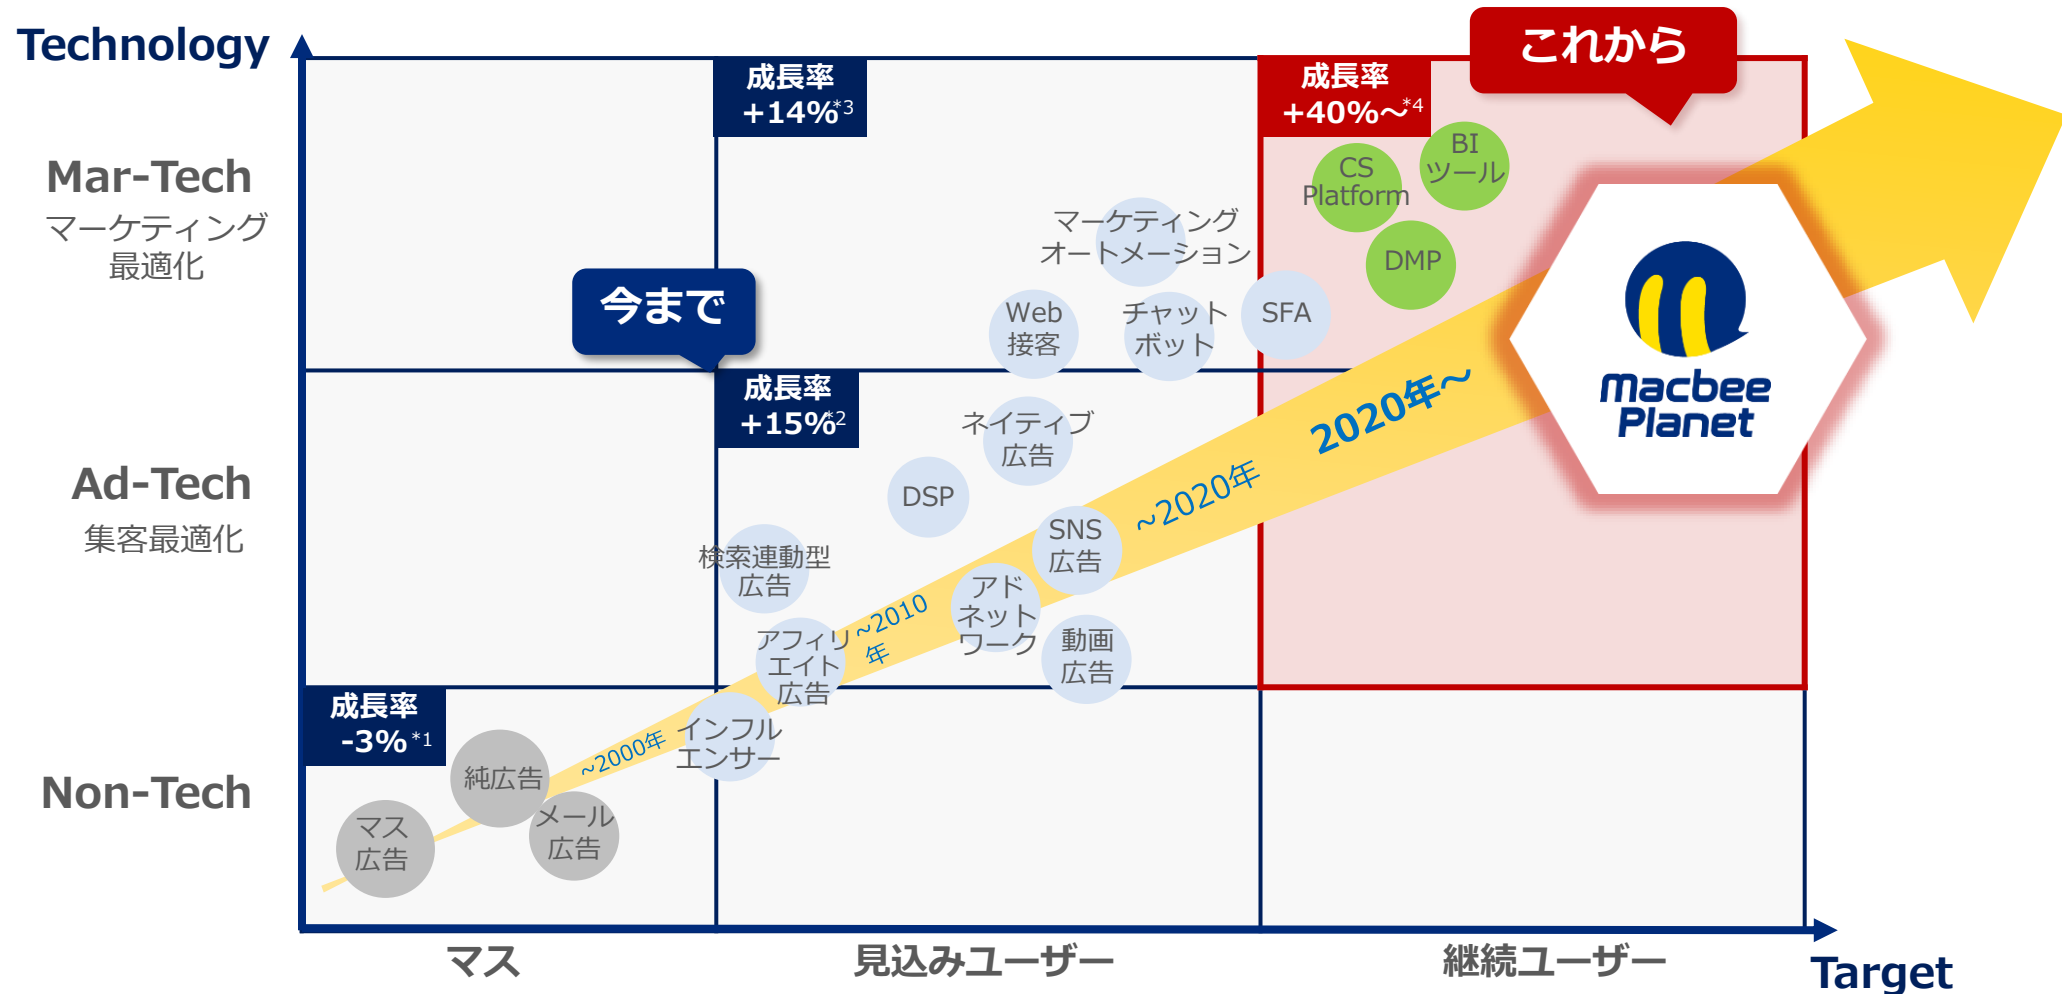 Technology
これから
成長率
+14%*3
成長率
+40%～*4
Mar-Tech
マーケティング
最適化
BI
ツール
CS
Platform
DMP
マーケティング
オートメーション
今まで
Web
接客
チャット
ボット
SFA
macbee
Planet
成長率
+15%*2
2020年～
~2020年
ネイティブ
広告
DSP
Ad-Tech
集客最適化
SNS
広告
検索連動型
広告
アド
ネット
ワーク
~2010
年
アフィリ
エイト
広告
動画
広告
成長率
-3%*1
~2000年
インフル
エンサー
純広告
Non-Tech
メール
広告
マス
広告
マス
見込みユーザー
継続ユーザー
Target